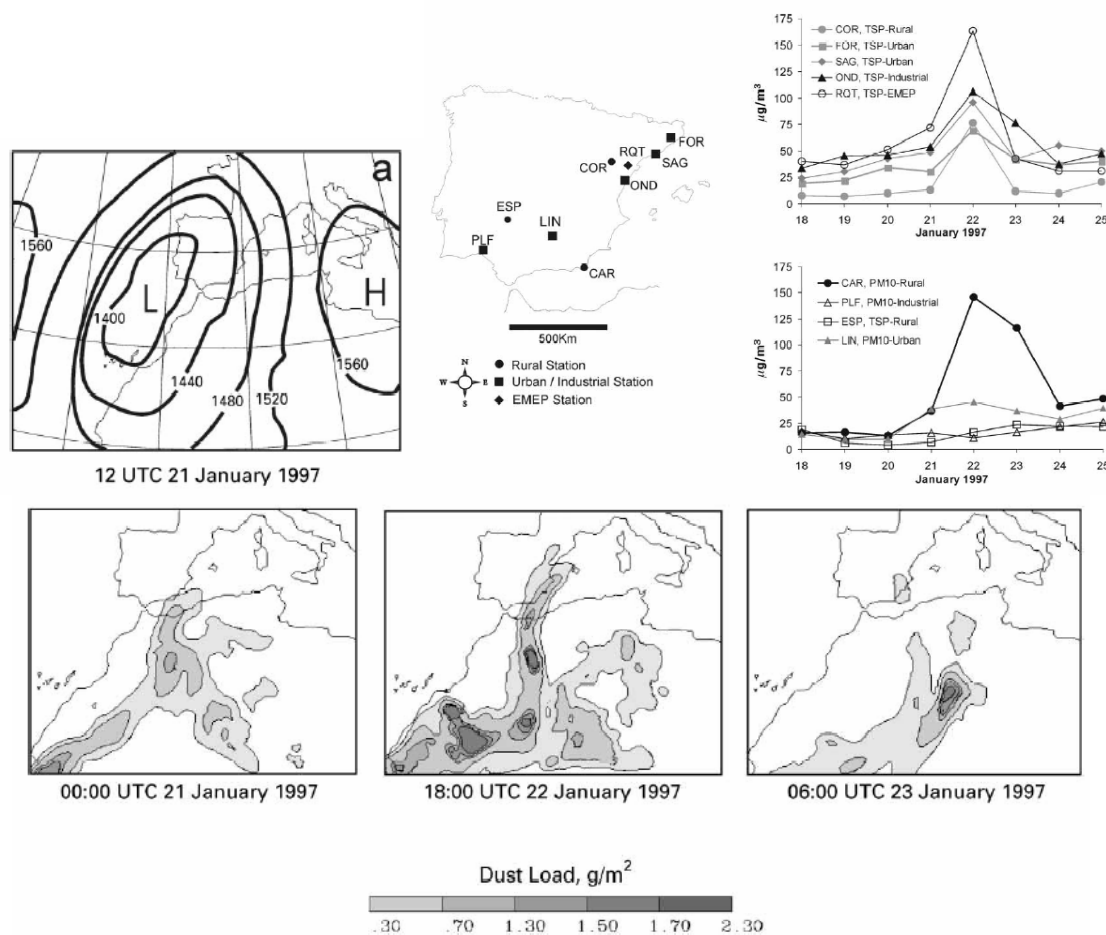 a
1560
1400
L
H
1560
1440
1480
1520
12 UTC 21 January 1997
FOR
RQT
SAG
COR
OND
ESP
LIN
PLF
CAR
500Km
N
W E
S
Rural Station
Urban / Industrial Station
EMEP Station
175
150
125
100
75
50
25
0
µg/m³
COR, TSP-Rural
FOR, TSP-Urban
SAG, TSP-Urban
OND, TSP-Industrial
RQT, TSP-EMEP
18 19 20 21 22 23 24 25
January 1997
175
150
125
100
75
50
25
0
µg/m³
CAR, PM10-Rural
PLF, PM10-Industrial
ESP, TSP-Rural
LIN, PM10-Urban
18 19 20 21 22 23 24 25
January 1997
00:00 UTC 21 January 1997
18:00 UTC 22 January 1997
06:00 UTC 23 January 1997
Dust Load, g/m²
.30 .70 1.30 1.50 1.70 2.30